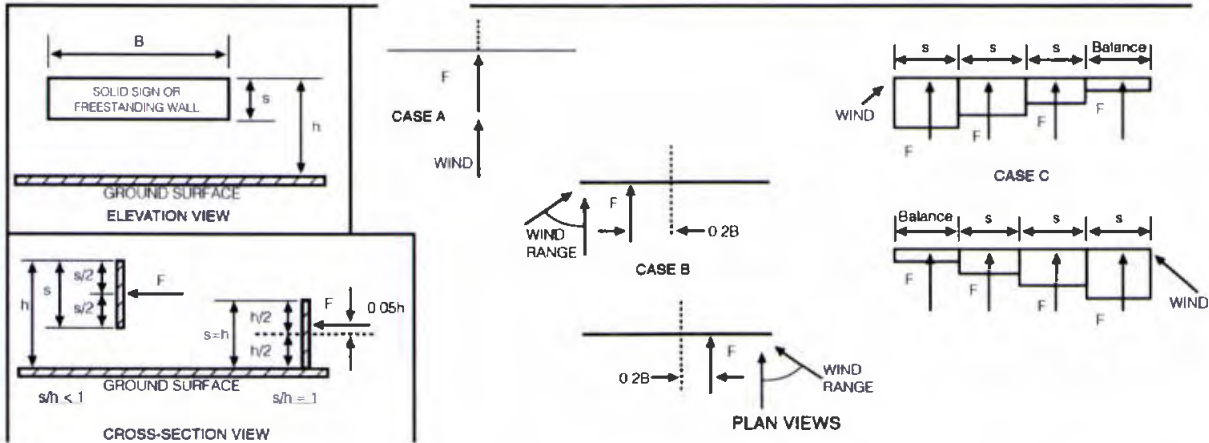 B
SOLID SIGN OR
FREESTANDING WALL
s
h
GROUND SURFACE
ELEVATION VIEW
h
s
s/2
s/2
F
s=h
h/2
h/2
F
0 05h
GROUND SURFACE
s/h < 1
s/h = 1
CROSS-SECTION VIEW
F
CASE A
WIND
F
WIND
RANGE
0 2B
CASE B
F
0 2B
WIND
RANGE
PLAN VIEWS
s
s
s
Balance
WIND
F
F
F
F
CASE C
Balance
s
s
s
F
F
F
F
WIND